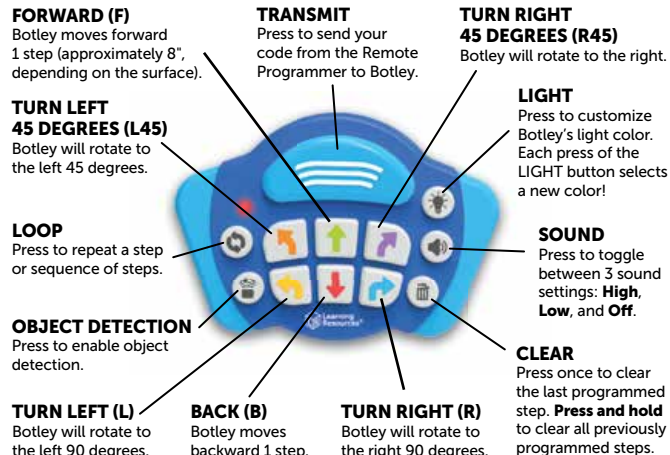 FORWARD (F)
Botley moves forward
1 step (approximately 8",
depending on the surface).
TRANSMIT
Press to send your
code from the Remote
Programmer to Botley.
TURN RIGHT
45 DEGREES (R45)
Botley will rotate to the right.
TURN LEFT
45 DEGREES (L45)
Botley will rotate to
the left 45 degrees.
LIGHT
Press to customize
Botley's light color.
Each press of the
LIGHT button selects
a new color!
LOOP
Press to repeat a step
or sequence of steps.
SOUND
Press to toggle
between 3 sound
settings: High,
Low, and Off.
OBJECT DETECTION
Press to enable object
detection.
Learning
Resources®
CLEAR
Press once to clear
the last programmed
step. Press and hold
to clear all previously
programmed steps.
TURN LEFT (L)
Botley will rotate to
the left 90 degrees.
BACK (B)
Botley moves
backward 1 step.
TURN RIGHT (R)
Botley will rotate to
the right 90 degrees.